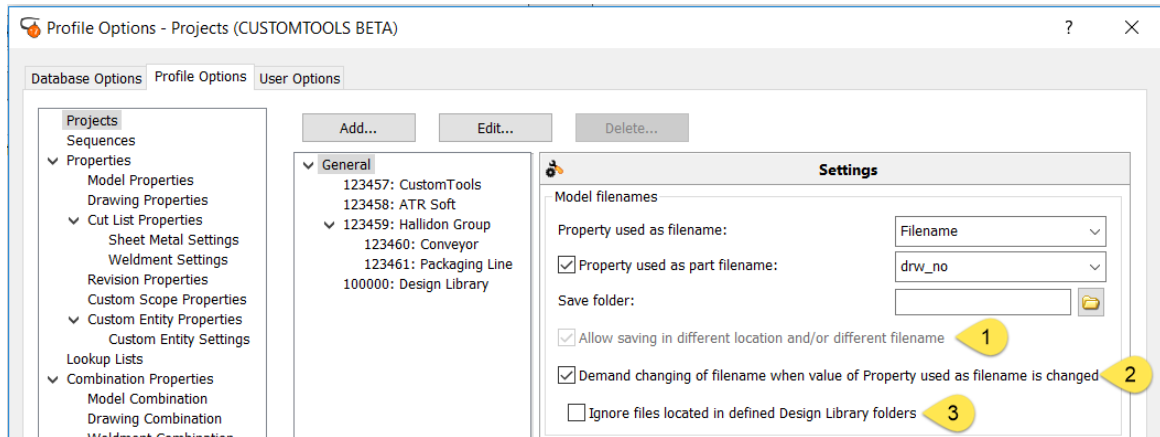 Profile Options - Projects (CUSTOMTOOLS BETA)
?
Database Options
Profile Options
User Options
Projects
Sequences
Properties
Model Properties
Drawing Properties
Cut List Properties
Sheet Metal Settings
Weldment Settings
Revision Properties
Custom Scope Properties
Custom Entity Properties
Custom Entity Settings
Lookup Lists
Combination Properties
Model Combination
Drawing Combination
Weldment Combination
Add...
Edit...
Delete...
General
123457: CustomTools
123458: ATR Soft
123459: Hallidon Group
123460: Conveyor
123461: Packaging Line
100000: Design Library
Settings
Model filenames
Property used as filename:
Filename
Property used as part filename:
drw_no
Save folder:
Allow saving in different location and/or different filename
1
Demand changing of filename when value of Property used as filename is changed
2
Ignore files located in defined Design Library folders
3